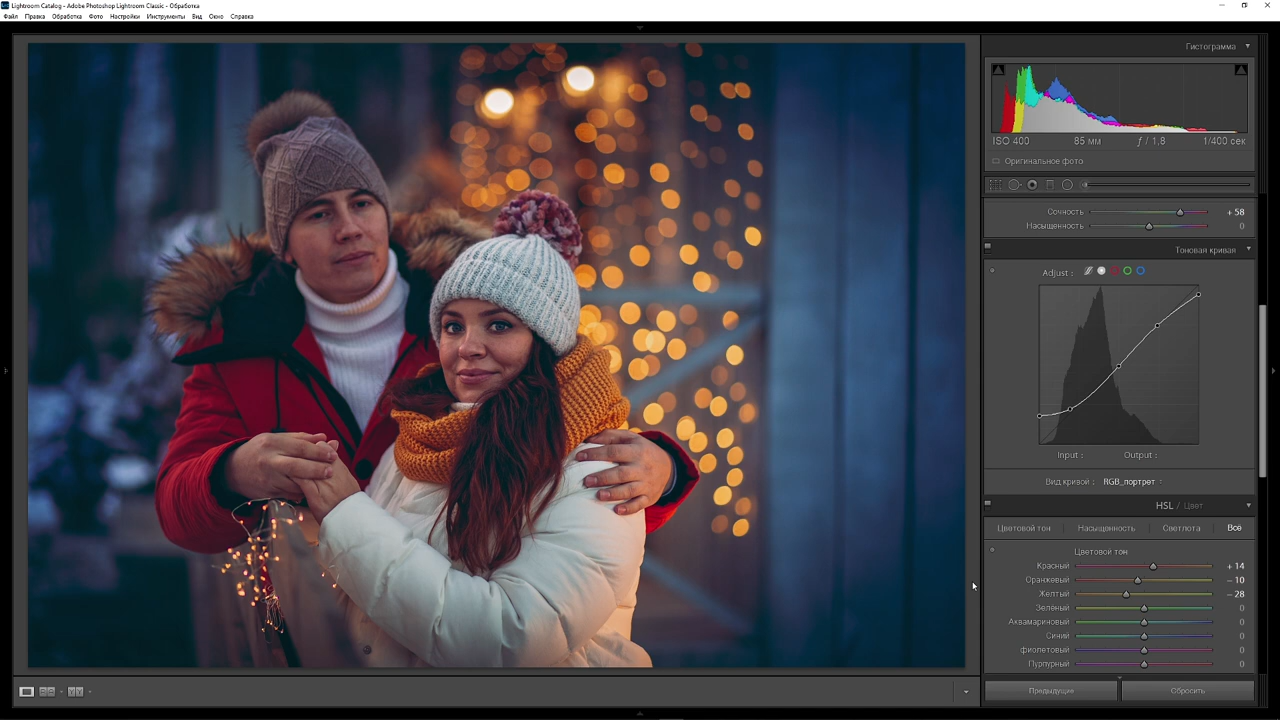 Lightroom Catalog - Adobe Photoshop Lightroom Classic - Обработка
Файл Правка Обработка Фото Настройки Инструменты Вид Окно Справка
Гистограмма
ISO 400 85 мм ƒ / 1,8 1/400 сек
Оригинальное фото
Сочность + 58
Насыщенность 0
Тоновая кривая
Adjust :
Input : Output :
Вид кривой : RGB_портрет
HSL / Цвет
Цветовой тон Насыщенность Светлота Все
Цветовой тон
Красный + 14
Оранжевый – 10
Желтый – 28
Зеленый 0
Аквамариновый 0
Синий 0
фиолетовый 0
Пурпурный 0
Предыдущие Сбросить